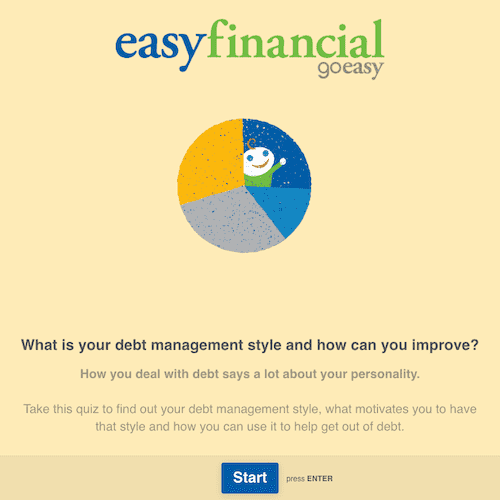 easyfinancial
goeasy
What is your debt management style and how can you improve?
How you deal with debt says a lot about your personality.
Take this quiz to find out your debt management style, what motivates you to have
that style and how you can use it to help get out of debt.
Start press ENTER